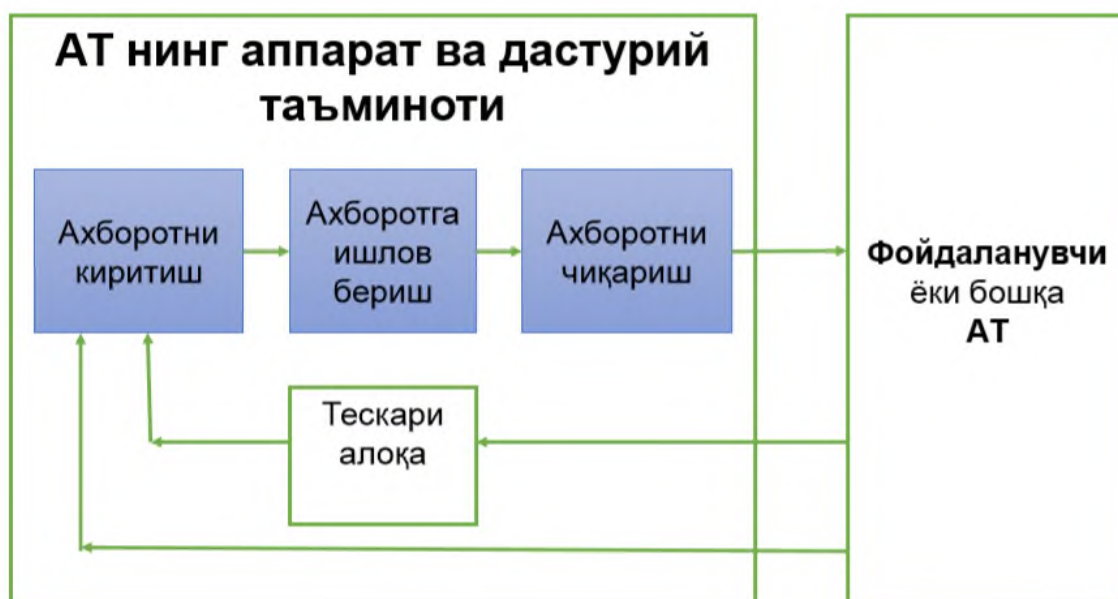 АТ нинг аппарат ва дастурий
таъминоти
Ахборотни
киритиш
Ахборотга
ишлов
бериш
Ахборотни
чиқариш
Фойдаланувчи
ёки бошқа
АТ
Тескари
алоқа